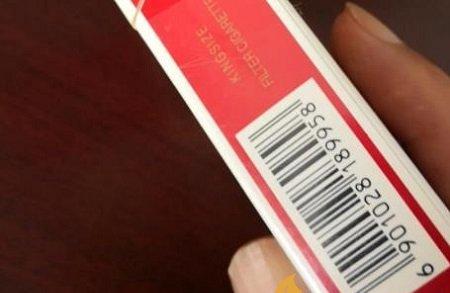 KINGSIZE
FILTER CIGARETTE
6 901028 189958